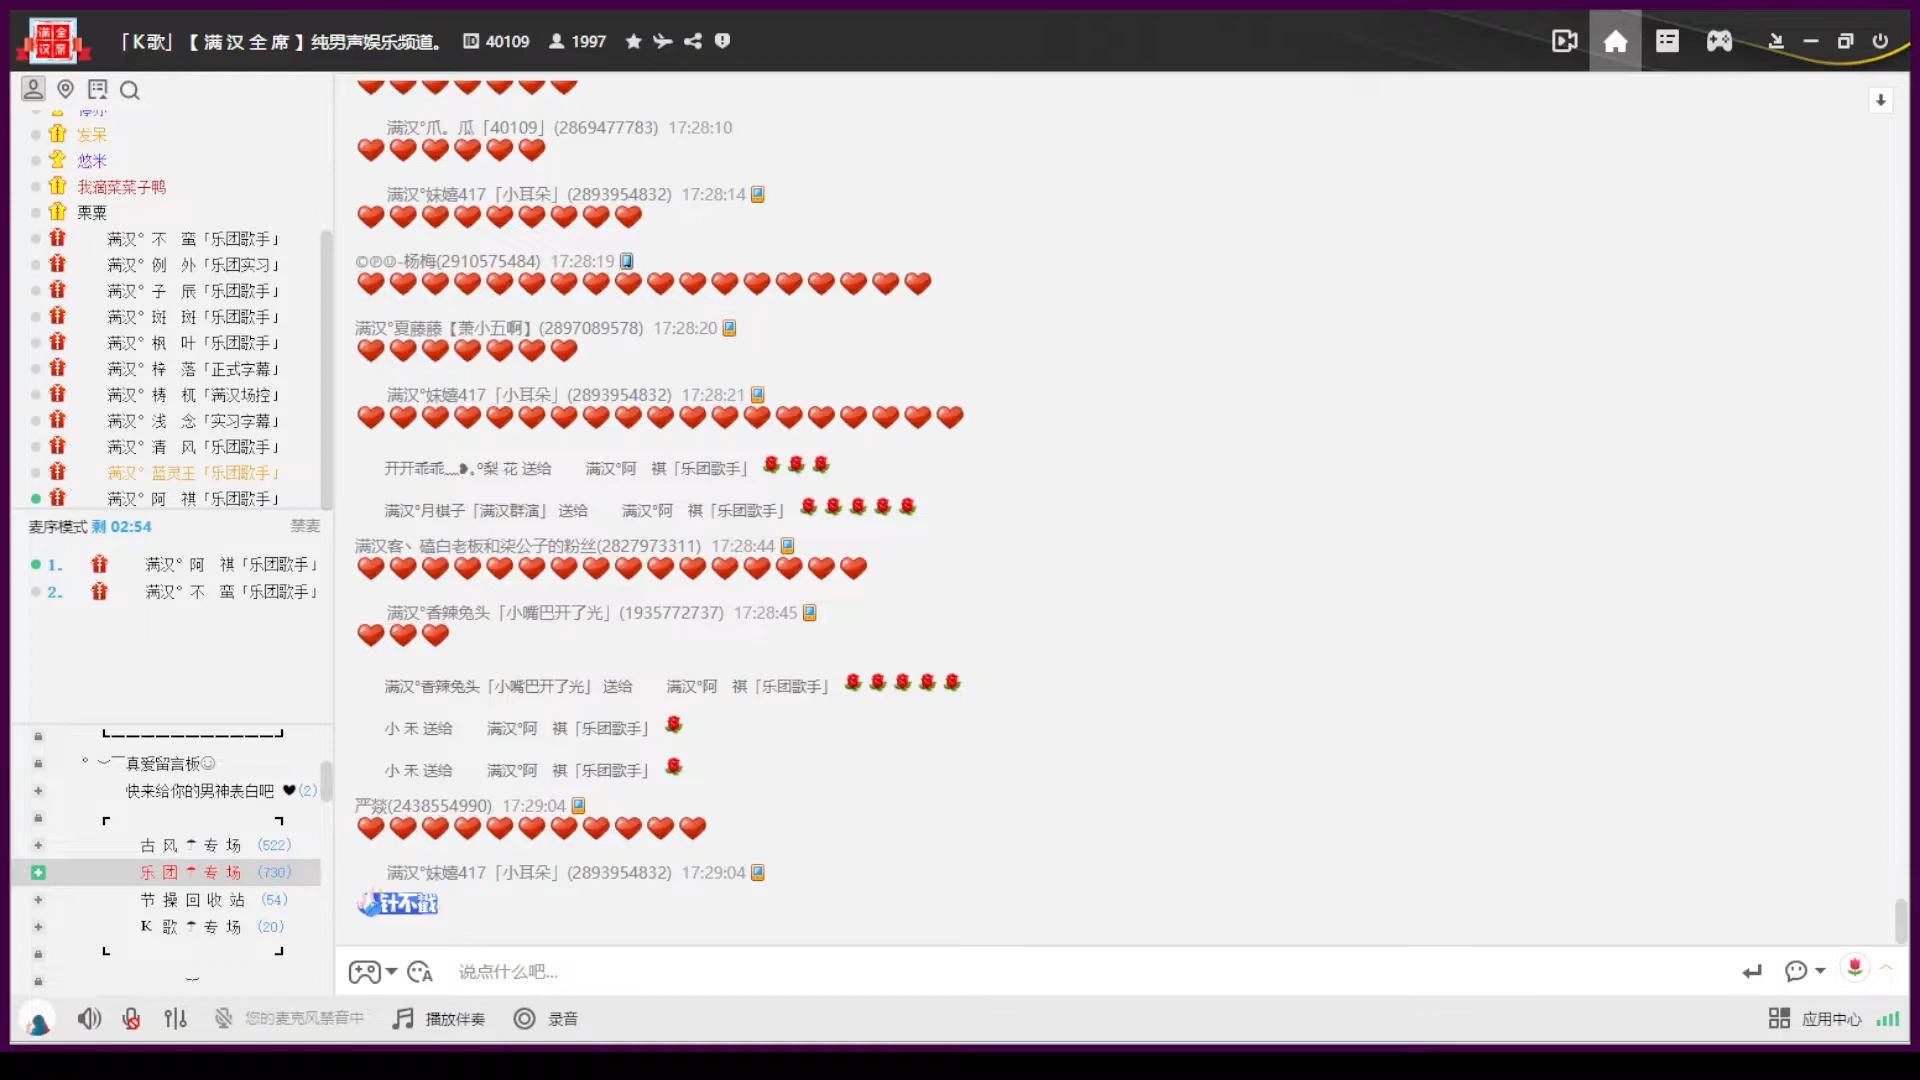 满 全
汉 席
「K歌」【 满 汉 全 席 】纯男声娱乐频道。 ID 40109 1997
发呆
悠米
我滴菜菜子鸭
栗粟
满汉° 不 蛮「乐团歌手」
满汉° 例 外「乐团实习」
满汉° 子 辰「乐团歌手」
满汉° 斑 斑「乐团歌手」
满汉° 枫 叶「乐团歌手」
满汉° 梓 落「正式字幕」
满汉° 梼 杌「满汉场控」
满汉° 浅 念「实习字幕」
满汉° 清 风「乐团歌手」
满汉° 蓝灵王「乐团歌手」
满汉° 阿 祺「乐团歌手」
麦序模式 剩 02:54 禁麦
1. 满汉° 阿 祺「乐团歌手」
2. 满汉° 不 蛮「乐团歌手」
真爱留言板
快来给你的男神表白吧 ♥(2)
古 风 ☂ 专 场 (522)
乐 团 ☂ 专 场 (730)
节 操 回 收 站 (54)
K 歌 ☂ 专 场 (20)
满汉°爪。瓜「40109」(2869477783) 17:28:10
满汉°妹嬉417「小耳朵」(2893954832) 17:28:14
©℗@-杨梅(2910575484) 17:28:19
满汉°夏藤藤【萧小五啊】(2897089578) 17:28:20
满汉°妹嬉417「小耳朵」(2893954832) 17:28:21
开开乖乖﹏❥｡°梨 花 送给 满汉°阿 祺「乐团歌手」
满汉°月棋子「满汉群演」 送给 满汉°阿 祺「乐团歌手」
满汉客丶磕白老板和柒公子的粉丝(2827973311) 17:28:44
满汉°香辣兔头「小嘴巴开了光」(1935772737) 17:28:45
满汉°香辣兔头「小嘴巴开了光」 送给 满汉°阿 祺「乐团歌手」
小 禾 送给 满汉°阿 祺「乐团歌手」
小 禾 送给 满汉°阿 祺「乐团歌手」
严燚(2438554990) 17:29:04
满汉°妹嬉417「小耳朵」(2893954832) 17:29:04
针不戳
说点什么吧...
您的麦克风禁音中 播放伴奏 录音 应用中心